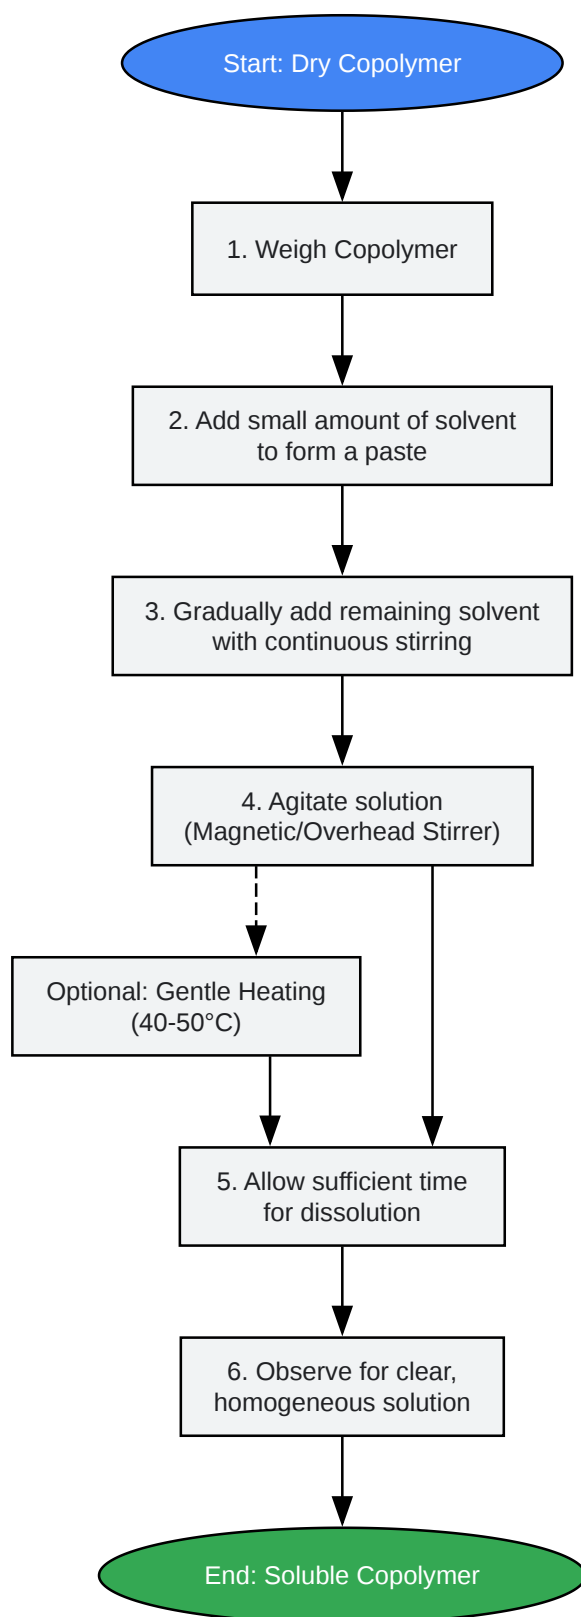 Start: Dry Copolymer
1. Weigh Copolymer
2. Add small amount of solvent
to form a paste
3. Gradually add remaining solvent
with continuous stirring
4. Agitate solution
(Magnetic/Overhead Stirrer)
Optional: Gentle Heating
(40-50°C)
5. Allow sufficient time
for dissolution
6. Observe for clear,
homogeneous solution
End: Soluble Copolymer